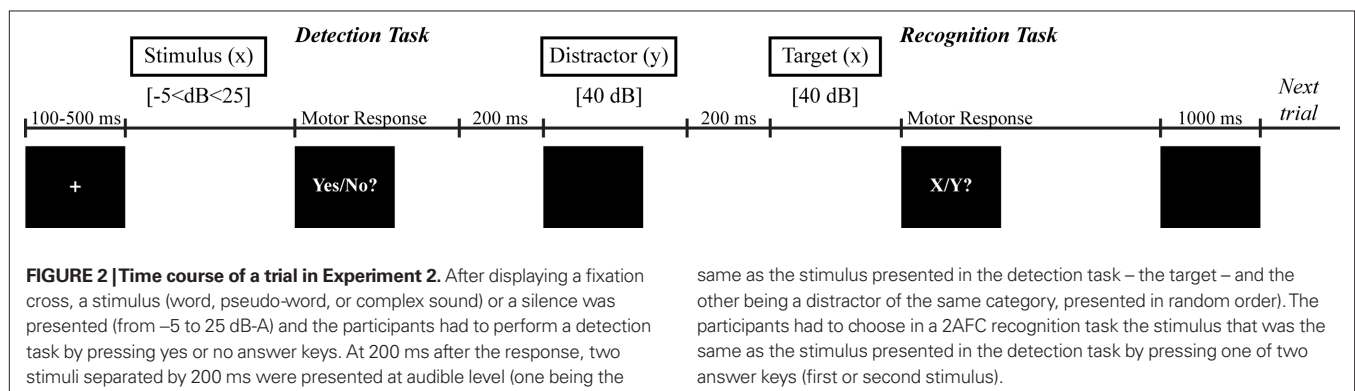 Detection Task
Recognition Task
Stimulus (x)
Distractor (y)
Target (x)
[-5<dB<25]
[40 dB]
[40 dB]
Next
trial
100-500 ms
Motor Response
200 ms
200 ms
Motor Response
1000 ms
+
Yes/No?
X/Y?
FIGURE 2 | Time course of a trial in Experiment 2. After displaying a fixation
cross, a stimulus (word, pseudo-word, or complex sound) or a silence was
presented (from –5 to 25 dB-A) and the participants had to perform a detection
task by pressing yes or no answer keys. At 200 ms after the response, two
stimuli separated by 200 ms were presented at audible level (one being the
same as the stimulus presented in the detection task – the target – and the
other being a distractor of the same category, presented in random order). The
participants had to choose in a 2AFC recognition task the stimulus that was the
same as the stimulus presented in the detection task by pressing one of two
answer keys (first or second stimulus).